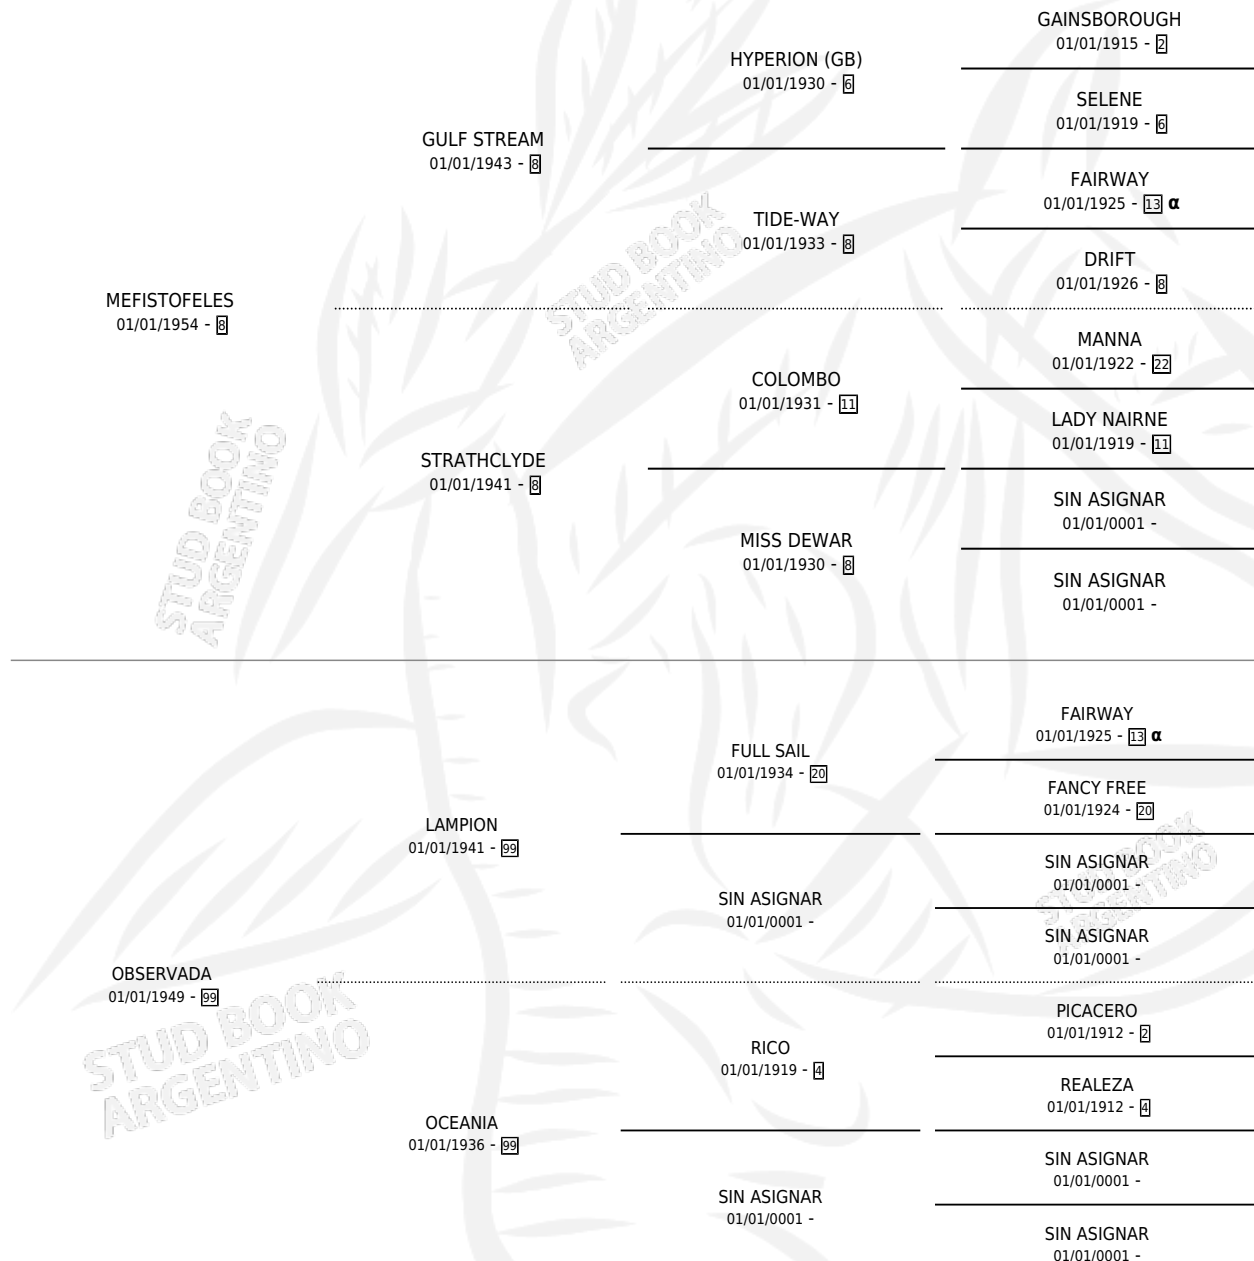 GAINSBOROUGH
01/01/1915 - 2
HYPERION (GB)
01/01/1930 - 6
SELENE
01/01/1919 - 6
GULF STREAM
01/01/1943 - 8
FAIRWAY
01/01/1925 - 13 α
TIDE-WAY
01/01/1933 - 8
DRIFT
01/01/1926 - 8
MEFISTOFELES
01/01/1954 - 8
MANNA
01/01/1922 - 22
COLOMBO
01/01/1931 - 11
LADY NAIRNE
01/01/1919 - 11
STRATHCLYDE
01/01/1941 - 8
SIN ASIGNAR
01/01/0001 -
MISS DEWAR
01/01/1930 - 8
SIN ASIGNAR
01/01/0001 -
FAIRWAY
01/01/1925 - 13 α
FULL SAIL
01/01/1934 - 20
FANCY FREE
01/01/1924 - 20
LAMPION
01/01/1941 - 99
SIN ASIGNAR
01/01/0001 -
SIN ASIGNAR
01/01/0001 -
SIN ASIGNAR
01/01/0001 -
OBSERVADA
01/01/1949 - 99
PICACERO
01/01/1912 - 2
RICO
01/01/1919 - 4
REALEZA
01/01/1912 - 4
OCEANIA
01/01/1936 - 99
SIN ASIGNAR
01/01/0001 -
SIN ASIGNAR
01/01/0001 -
SIN ASIGNAR
01/01/0001 -
STUD BOOK
ARGENTINO
STUD BOOK
ARGENTINO
STUD BOOK
ARGENTINO
STUD BOOK
ARGENTINO